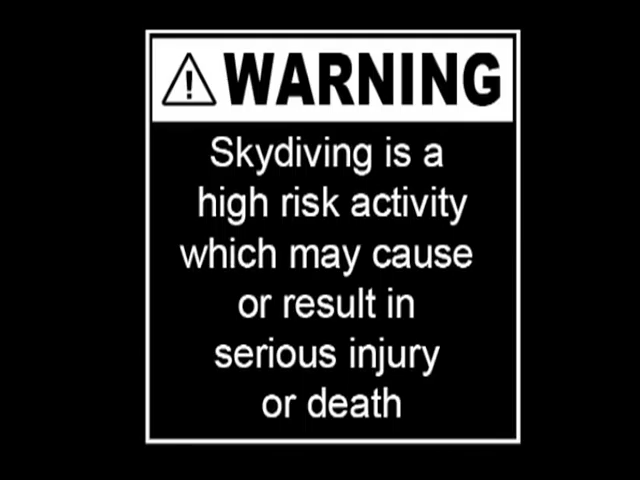 WARNING
Skydiving is a
high risk activity
which may cause
or result in
serious injury
or death